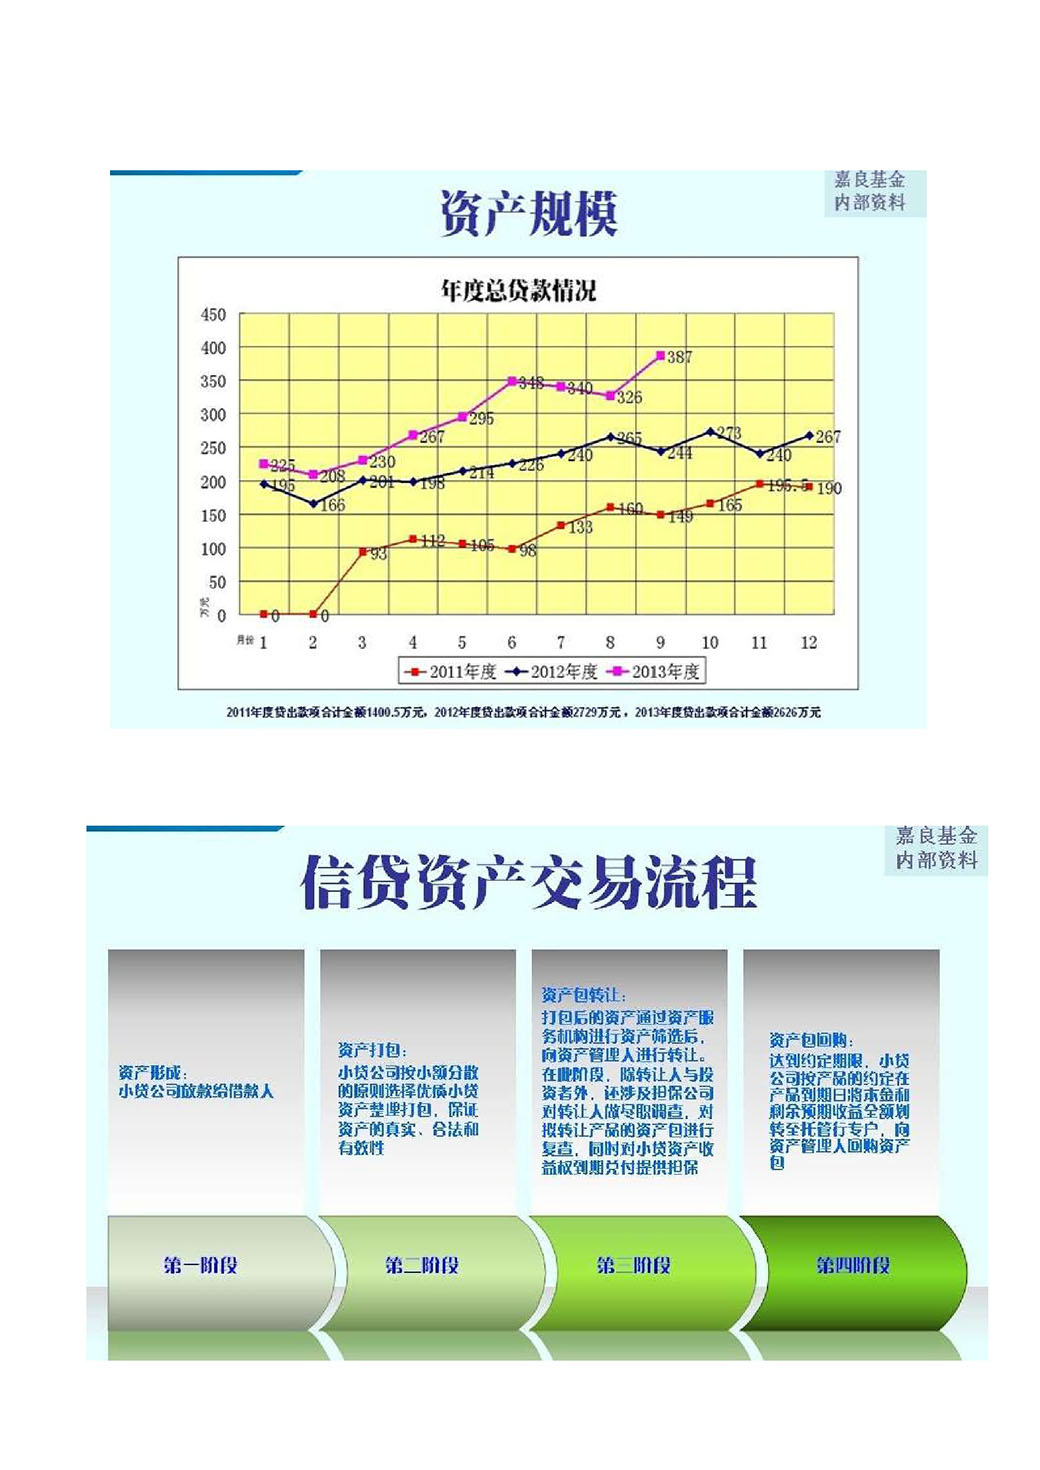 嘉良基金
内部资料
资产规模
年度总贷款情况
450
400
350
300
250
200
150
100
50
0
万元
387
348
340
326
295
267
230
225
208
273
267
265
244
240
240
226
214
201
198
195
166
195.5
190
165
160
149
133
112
105
98
93
0
0
月份
1 2 3 4 5 6 7 8 9 10 11 12
2011年度 2012年度 2013年度
2011年度贷出款项合计金额1400.5万元，2012年度贷出款项合计金额2729万元，2013年度贷出款项合计金额2626万元
嘉良基金
内部资料
信贷资产交易流程
资产形成：
小贷公司放款给借款人
资产打包：
小贷公司按小额分散
的原则选择优质小贷
资产整理打包，保证
资产的真实、合法和
有效性
资产包转让：
打包后的资产通过资产服
务机构进行资产筛选后，
向资产管理人进行转让。
在此阶段，除转让人与投
资者外，还涉及担保公司
对转让人做尽职调查，对
拟转让产品的资产包进行
复查，同时对小贷资产收
益权到期兑付提供担保
资产包回购：
达到约定期限，小贷
公司按产品的约定在
产品到期日将本金和
剩余预期收益全额划
转至托管行专户，向
资产管理人回购资产
包
第一阶段
第二阶段
第三阶段
第四阶段